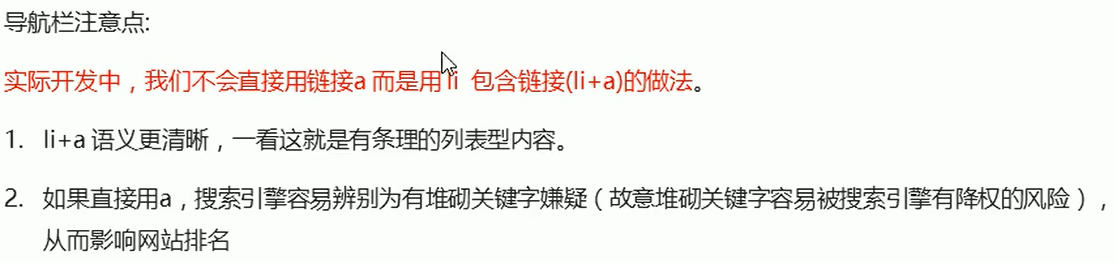 导航栏注意点:
实际开发中，我们不会直接用链接a 而是用 li 包含链接(li+a)的做法。
1. li+a 语义更清晰，一看这就是有条理的列表型内容。
2. 如果直接用a，搜索引擎容易辨别为有堆砌关键字嫌疑（故意堆砌关键字容易被搜索引擎有降权的风险），
从而影响网站排名